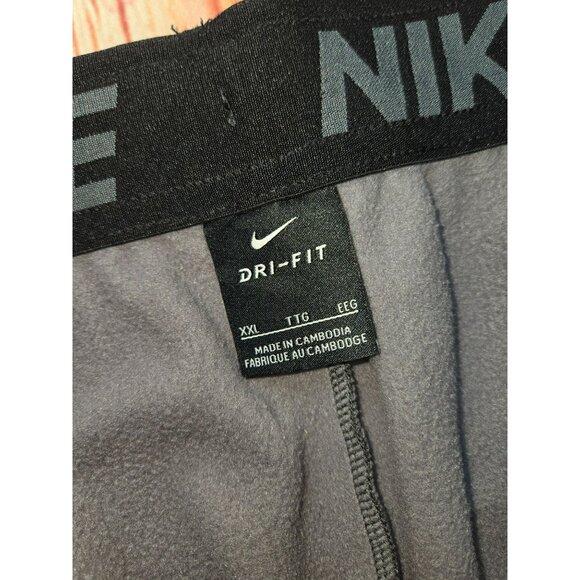 E NIK
DRI-FIT
XXL TTG EEG
MADE IN CAMBODIA
FABRIQUE AU CAMBODGE